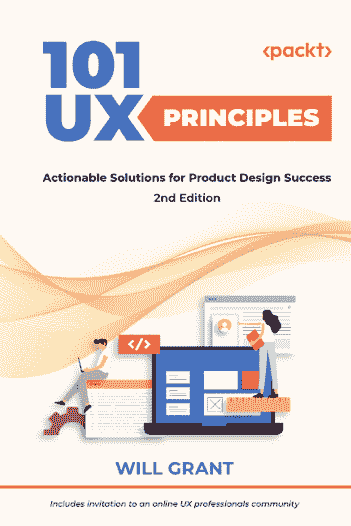 <packt>
101
UX PRINCIPLES
Actionable Solutions for Product Design Success
2nd Edition
</>
WILL GRANT
Includes invitation to an online UX professionals community